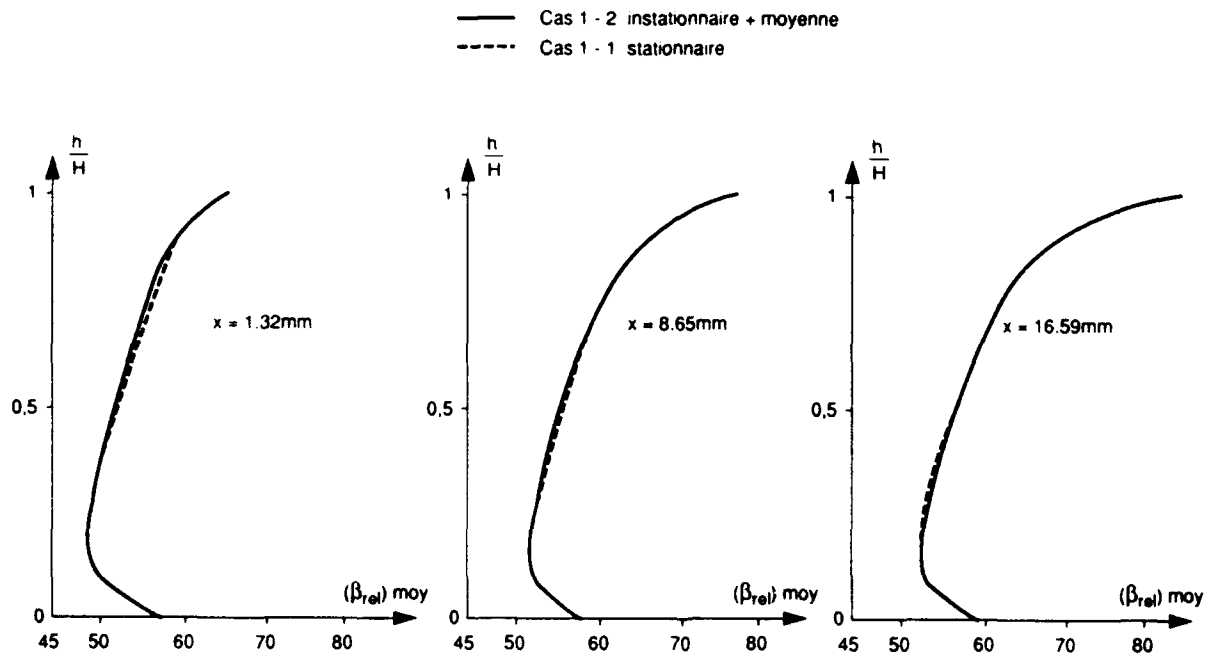 Cas 1 - 2 instationnaire + moyenne
Cas 1 - 1 stationnaire
h
H
1
0,5
0
x = 1.32mm
(βrel) moy
45 50 60 70 80
h
H
1
0,5
0
x = 8.65mm
(βrel) moy
45 50 60 70 80
h
H
1
0,5
0
x = 16.59mm
(βrel) moy
45 50 60 70 80